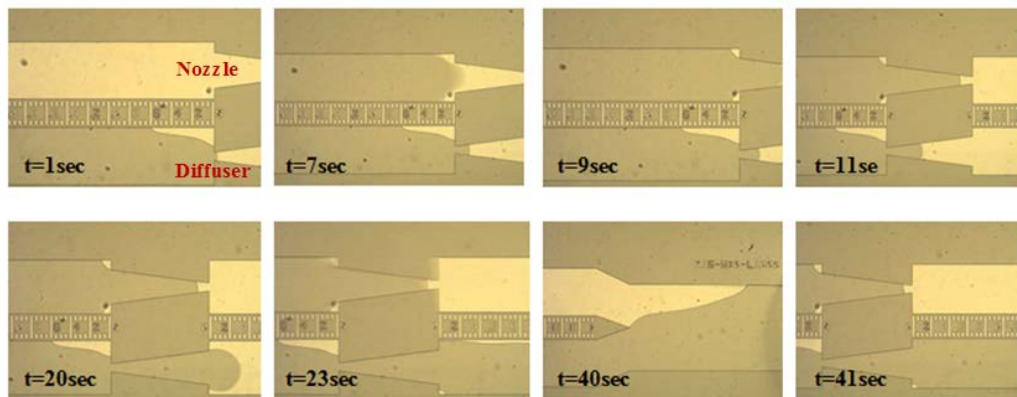 Nozzle
Diffuser
t=1sec
t=7sec
t=9sec
t=11se
t=20sec
t=23sec
t=40sec
t=41sec